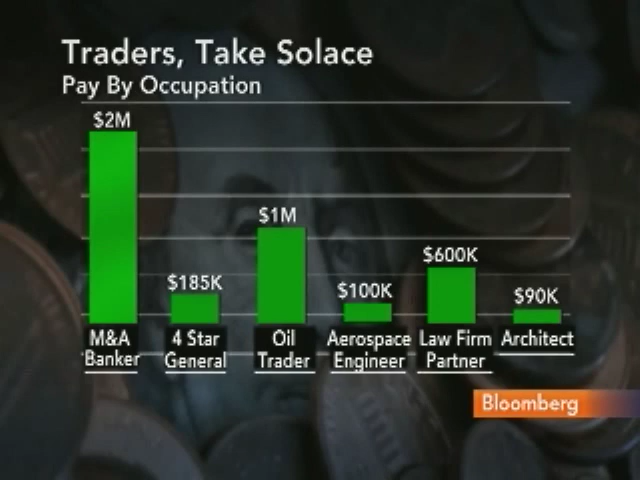 Traders, Take Solace
Pay By Occupation
$2M
$185K
$1M
$100K
$600K
$90K
M&A
Banker
4 Star
General
Oil
Trader
Aerospace
Engineer
Law Firm
Partner
Architect
Bloomberg